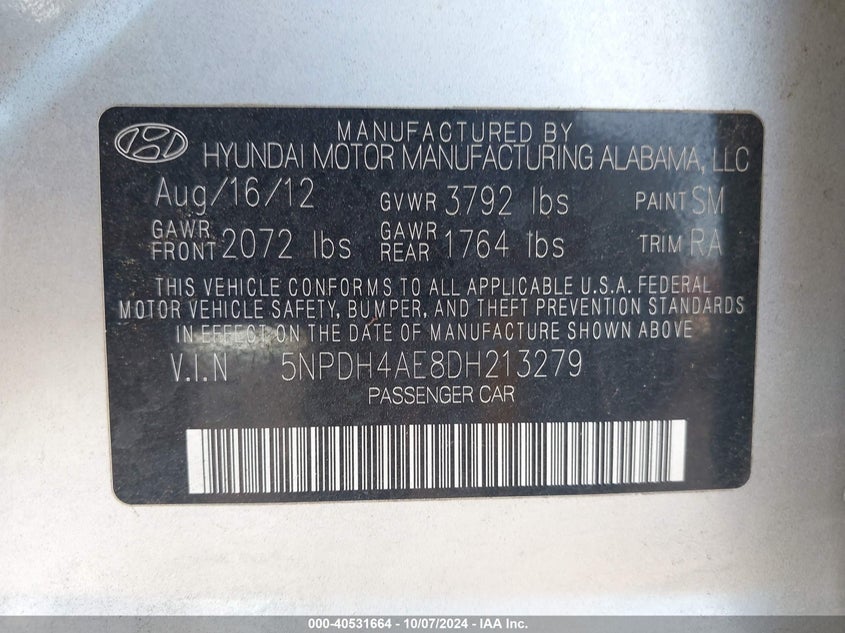 MANUFACTURED BY
HYUNDAI MOTOR MANUFACTURING ALABAMA, LLC
Aug/16/12 GVWR 3792 lbs PAINT SM
GAWR FRONT 2072 lbs GAWR REAR 1764 lbs TRIM RA
THIS VEHICLE CONFORMS TO ALL APPLICABLE U.S.A. FEDERAL
MOTOR VEHICLE SAFETY, BUMPER, AND THEFT PREVENTION STANDARDS
IN EFFECT ON THE DATE OF MANUFACTURE SHOWN ABOVE
V.I.N 5NPDH4AE8DH213279
PASSENGER CAR
000-40531664 - 10/07/2024 - IAA Inc.